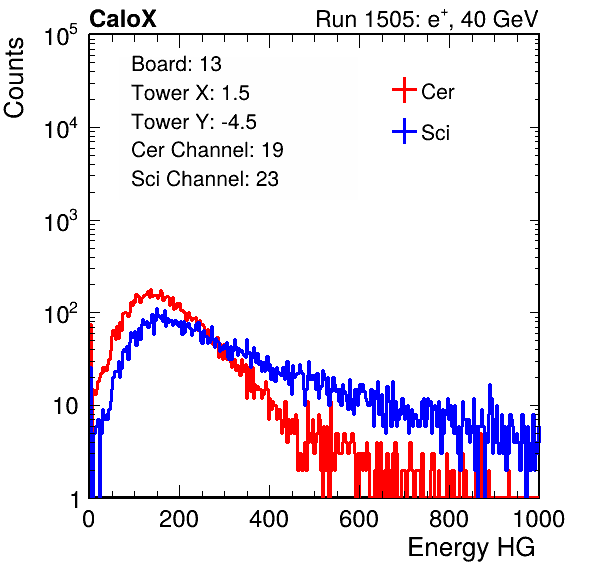 CaloX Run 1505: e⁺, 40 GeV
Counts
10⁵
10⁴
10³
10²
10
1
Board: 13
Tower X: 1.5
Tower Y: -4.5
Cer Channel: 19
Sci Channel: 23
Cer
Sci
0 200 400 600 800 1000
Energy HG